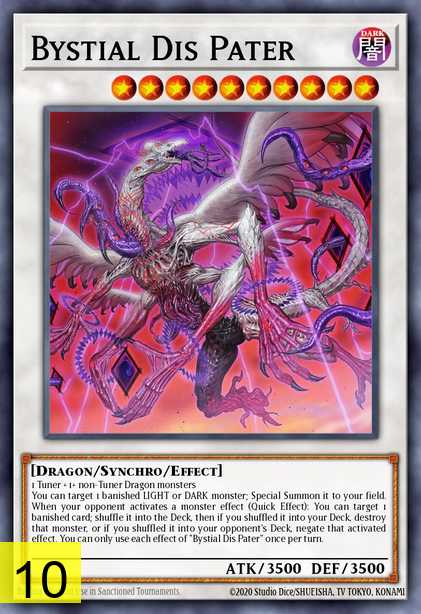 Bystial Dis Pater
DARK
闇
[Dragon/Synchro/Effect]
1 Tuner + 1+ non-Tuner Dragon monsters
You can target 1 banished LIGHT or DARK monster; Special Summon it to your field.
When your opponent activates a monster effect (Quick Effect): You can target 1
banished card; shuffle it into the Deck, then if you shuffled it into your Deck, destroy
that monster, or if you shuffled it into your opponent's Deck, negate that activated
effect. You can only use each effect of "Bystial Dis Pater" once per turn.
ATK/3500 DEF/3500
10
Use in Sanctioned Tournaments.
©2020 Studio Dice/SHUEISHA, TV TOKYO, KONAMI